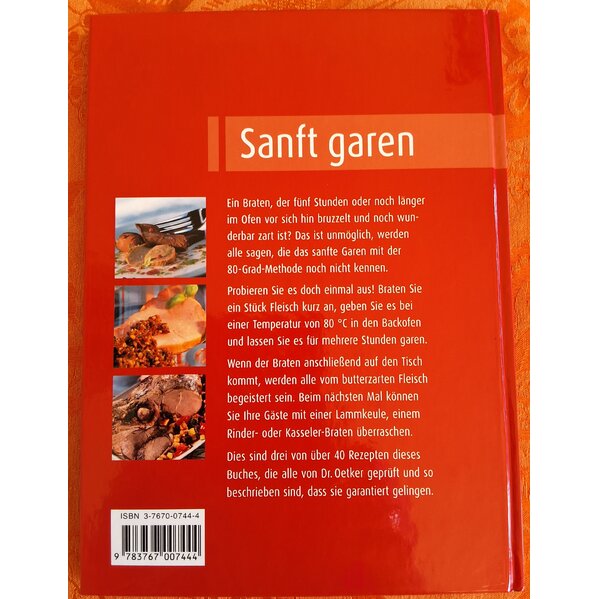 Sanft garen
Ein Braten, der fünf Stunden oder noch länger
im Ofen vor sich hin bruzzelt und noch wun-
derbar zart ist? Das ist unmöglich, werden
alle sagen, die das sanfte Garen mit der
80-Grad-Methode noch nicht kennen.
Probieren Sie es doch einmal aus! Braten Sie
ein Stück Fleisch kurz an, geben Sie es bei
einer Temperatur von 80 °C in den Backofen
und lassen Sie es für mehrere Stunden garen.
Wenn der Braten anschließend auf den Tisch
kommt, werden alle vom butterzarten Fleisch
begeistert sein. Beim nächsten Mal können
Sie Ihre Gäste mit einer Lammkeule, einem
Rinder- oder Kasseler-Braten überraschen.
Dies sind drei von über 40 Rezepten dieses
Buches, die alle von Dr. Oetker geprüft und so
beschrieben sind, dass sie garantiert gelingen.
ISBN 3-7670-0744-4
9 783767 007444